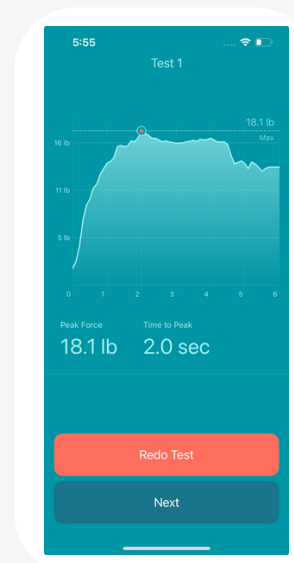 5:55
Test 1
18.1 lb
Max
16 lb
11 lb
5 lb
0 1 2 3 4 5 6
Peak Force Time to Peak
18.1 lb 2.0 sec
Redo Test
Next